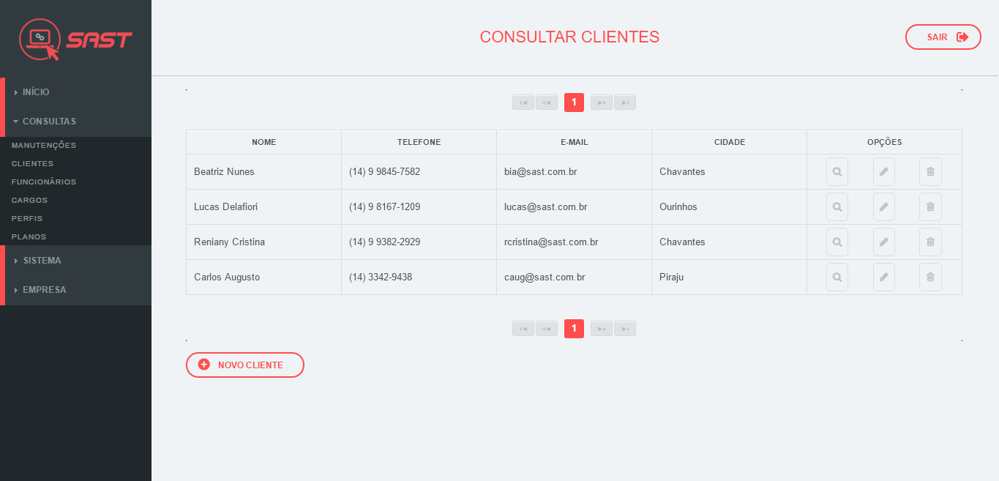 SAST
CONSULTAR CLIENTES
SAIR
INÍCIO
CONSULTAS
MANUTENÇÕES
CLIENTES
FUNCIONÁRIOS
CARGOS
PERFIS
PLANOS
SISTEMA
EMPRESA
1
NOME TELEFONE E-MAIL CIDADE OPÇÕES
Beatriz Nunes (14) 9 9845-7582 bia@sast.com.br Chavantes
Lucas Delafiori (14) 9 8167-1209 lucas@sast.com.br Ourinhos
Reniany Cristina (14) 9 9382-2929 rcristina@sast.com.br Chavantes
Carlos Augusto (14) 3342-9438 caug@sast.com.br Piraju
1
NOVO CLIENTE